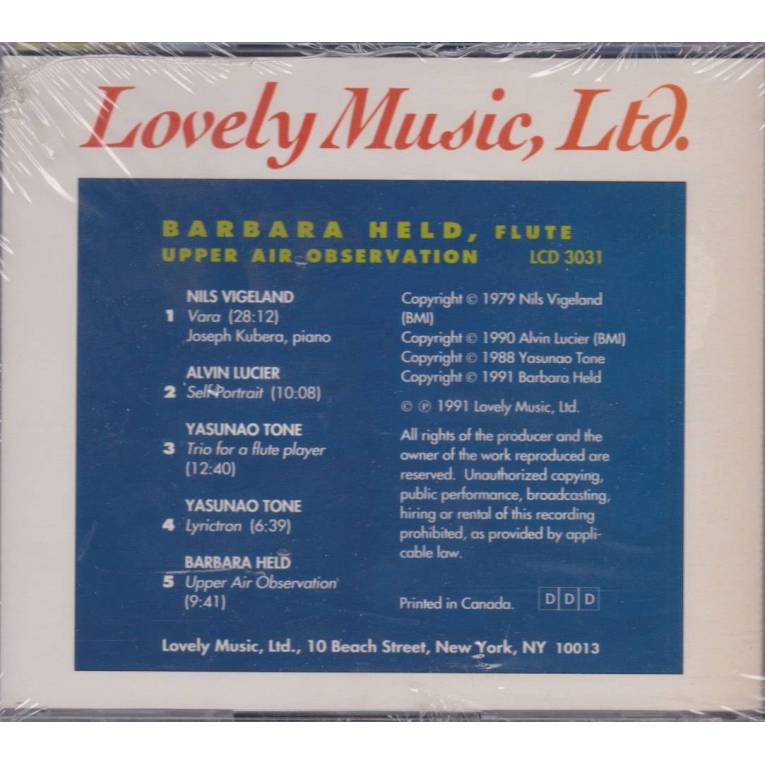 Lovely Music, Ltd.
BARBARA HELD, FLUTE
UPPER AIR OBSERVATION LCD 3031
NILS VIGELAND
1 Vara (28:12)
Joseph Kubera, piano
ALVIN LUCIER
2 Self-Portrait (10:08)
YASUNAO TONE
3 Trio for a flute player
(12:40)
YASUNAO TONE
4 Lyrictron (6:39)
BARBARA HELD
5 Upper Air Observation
(9:41)
Copyright © 1979 Nils Vigeland
(BMI)
Copyright © 1990 Alvin Lucier (BMI)
Copyright © 1988 Yasunao Tone
Copyright © 1991 Barbara Held
© ℗ 1991 Lovely Music, Ltd.
All rights of the producer and the
owner of the work reproduced are
reserved. Unauthorized copying,
public performance, broadcasting,
hiring or rental of this recording
prohibited, as provided by appli-
cable law.
Printed in Canada. D D D
Lovely Music, Ltd., 10 Beach Street, New York, NY 10013